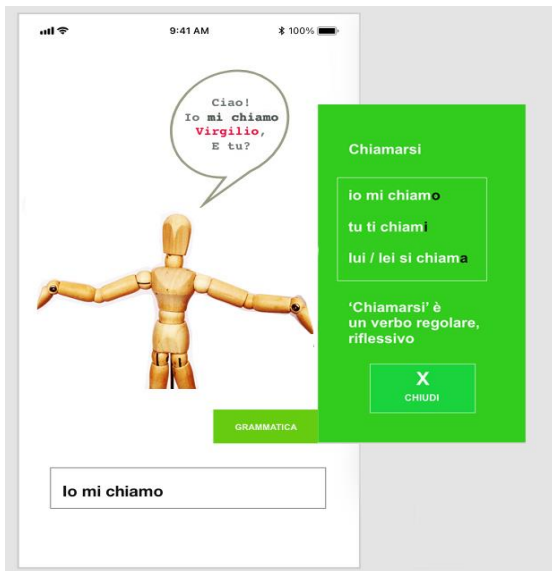 9:41 AM
100%
Ciao!
Io mi chiamo
Virgilio,
E tu?
Chiamarsi
io mi chiamo
tu ti chiami
lui / lei si chiama
‘Chiamarsi’ è
un verbo regolare,
riflessivo
X
CHIUDI
GRAMMATICA
Io mi chiamo